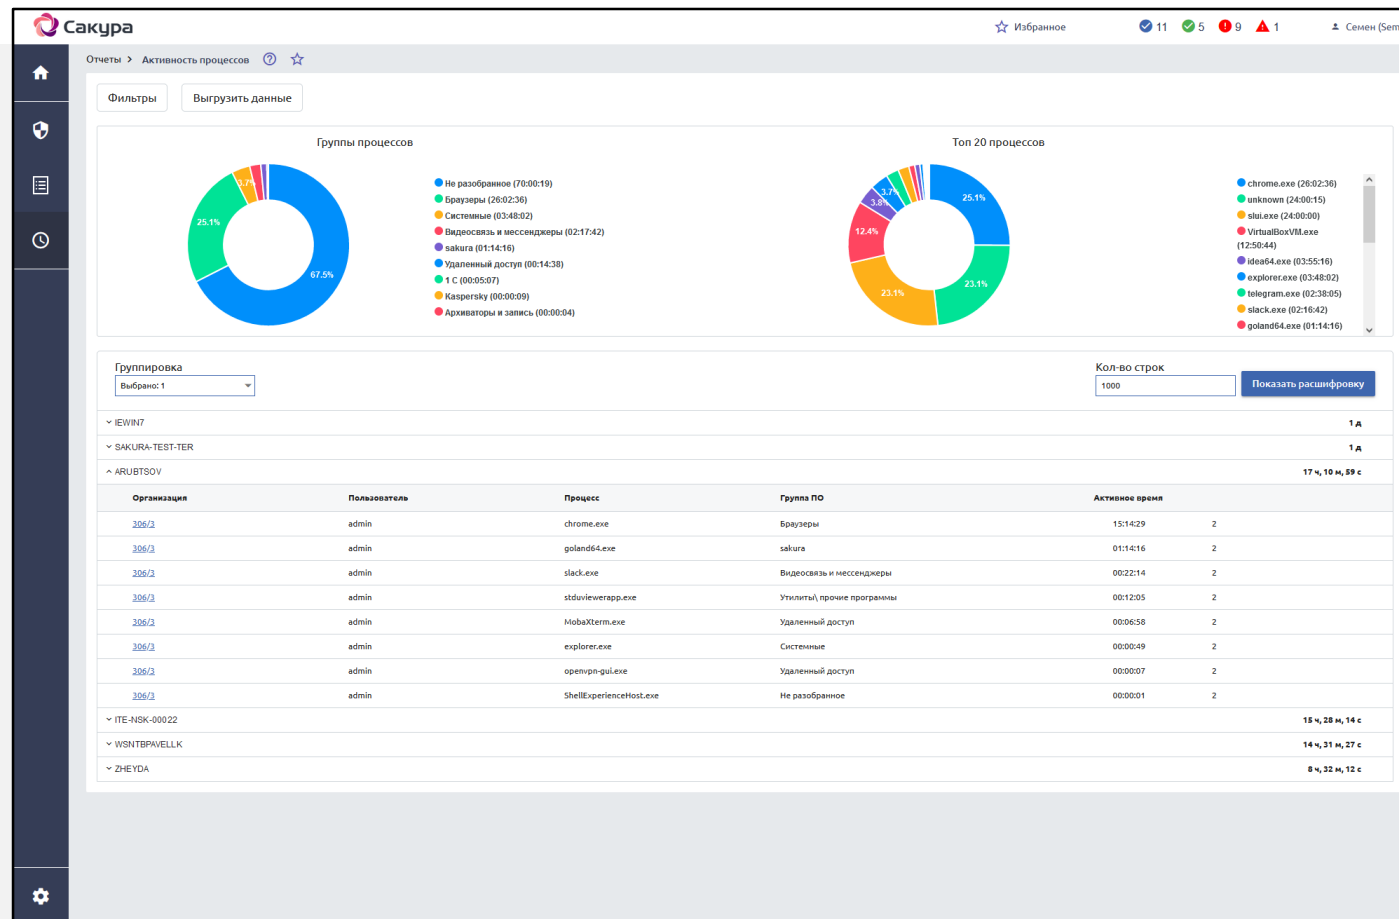 Сакура
Избранное 11 5 9 1 Семен (Sem
Отчеты > Активность процессов
Фильтры Выгрузить данные
Группы процессов
3.7%
25.1%
67.5%
Не разобранное (70:00:19)
Браузеры (26:02:36)
Системные (03:48:02)
Видеосвязь и мессенджеры (02:17:42)
sakura (01:14:16)
Удаленный доступ (00:14:38)
1 С (00:05:07)
Kaspersky (00:00:09)
Архиваторы и запись (00:00:04)
Топ 20 процессов
3.7%
3.8%
25.1%
12.4%
23.1%
23.1%
chrome.exe (26:02:36)
unknown (24:00:15)
slui.exe (24:00:00)
VirtualBoxVM.exe
(12:50:44)
idea64.exe (03:55:16)
explorer.exe (03:48:02)
telegram.exe (02:38:05)
slack.exe (02:16:42)
goland64.exe (01:14:16)
Группировка
Выбрано: 1
Кол-во строк
1000
Показать расшифровку
IEWIN7 1 д
SAKURA-TEST-TER 1 д
ARUBTSOV 17 ч, 10 м, 59 с
Организация Пользователь Процесс Группа ПО Активное время
306/3 admin chrome.exe Браузеры 15:14:29 2
306/3 admin goland64.exe sakura 01:14:16 2
306/3 admin slack.exe Видеосвязь и мессенджеры 00:22:14 2
306/3 admin stduviewerapp.exe Утилиты\ прочие программы 00:12:05 2
306/3 admin MobaXterm.exe Удаленный доступ 00:06:58 2
306/3 admin explorer.exe Системные 00:00:49 2
306/3 admin openvpn-gui.exe Удаленный доступ 00:00:07 2
306/3 admin ShellExperienceHost.exe Не разобранное 00:00:01 2
ITE-NSK-00022 15 ч, 28 м, 14 с
WSNTBPAVELLK 14 ч, 31 м, 27 с
ZHEYDA 8 ч, 32 м, 12 с